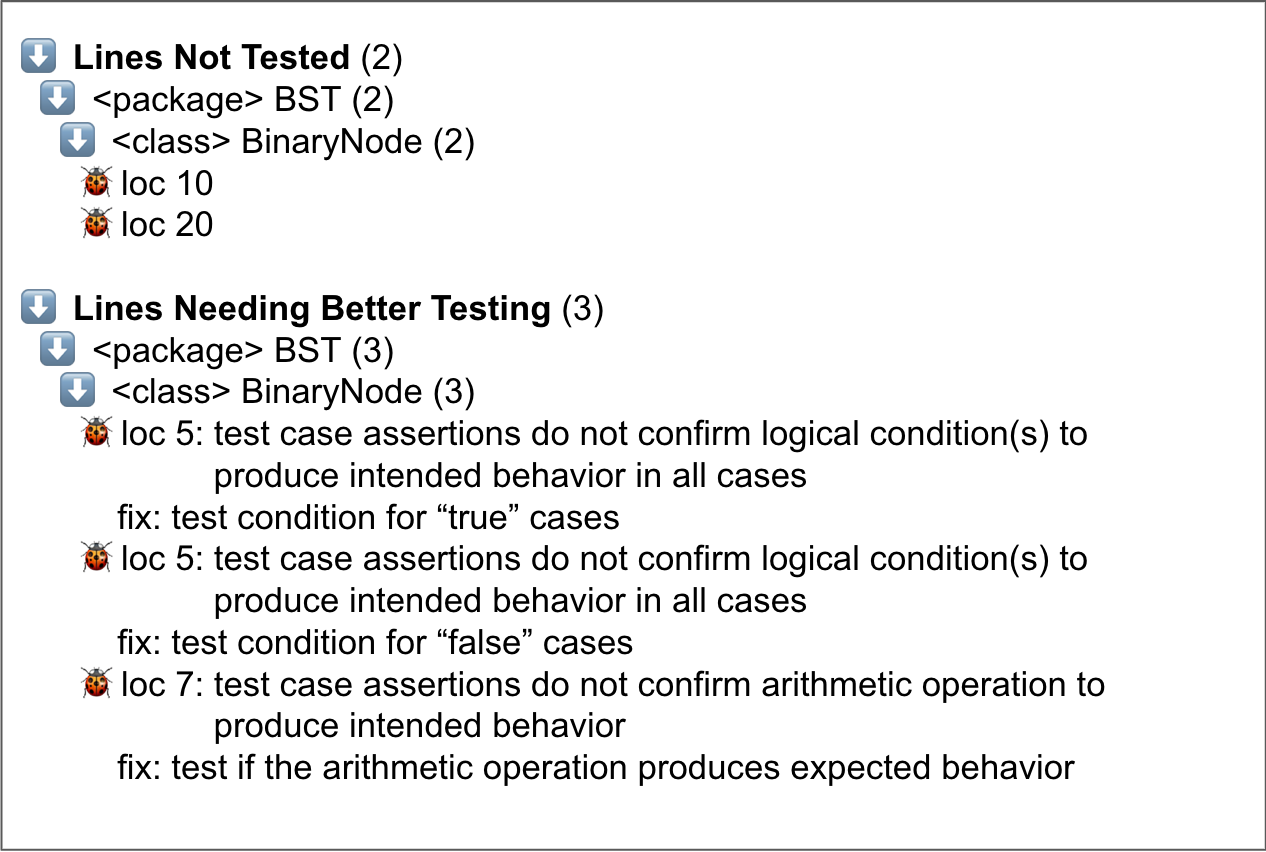 Lines Not Tested (2)
<package> BST (2)
<class> BinaryNode (2)
loc 10
loc 20
Lines Needing Better Testing (3)
<package> BST (3)
<class> BinaryNode (3)
loc 5: test case assertions do not confirm logical condition(s) to
produce intended behavior in all cases
fix: test condition for “true” cases
loc 5: test case assertions do not confirm logical condition(s) to
produce intended behavior in all cases
fix: test condition for “false” cases
loc 7: test case assertions do not confirm arithmetic operation to
produce intended behavior
fix: test if the arithmetic operation produces expected behavior